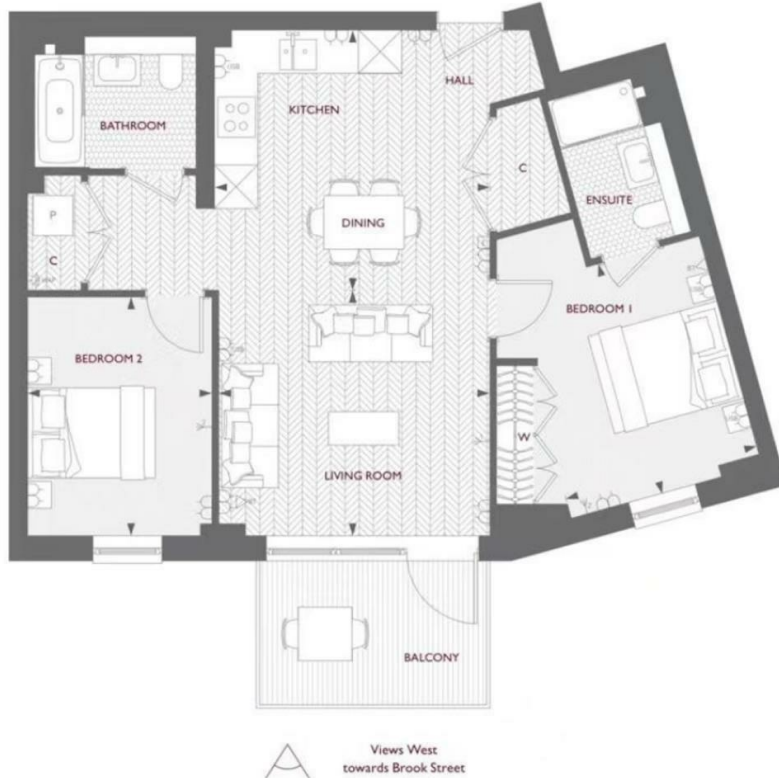 HALL
KITCHEN
BATHROOM
C
ENSUITE
P
DINING
C
BEDROOM 1
BEDROOM 2
W
LIVING ROOM
BALCONY
Views West
towards Brook Street